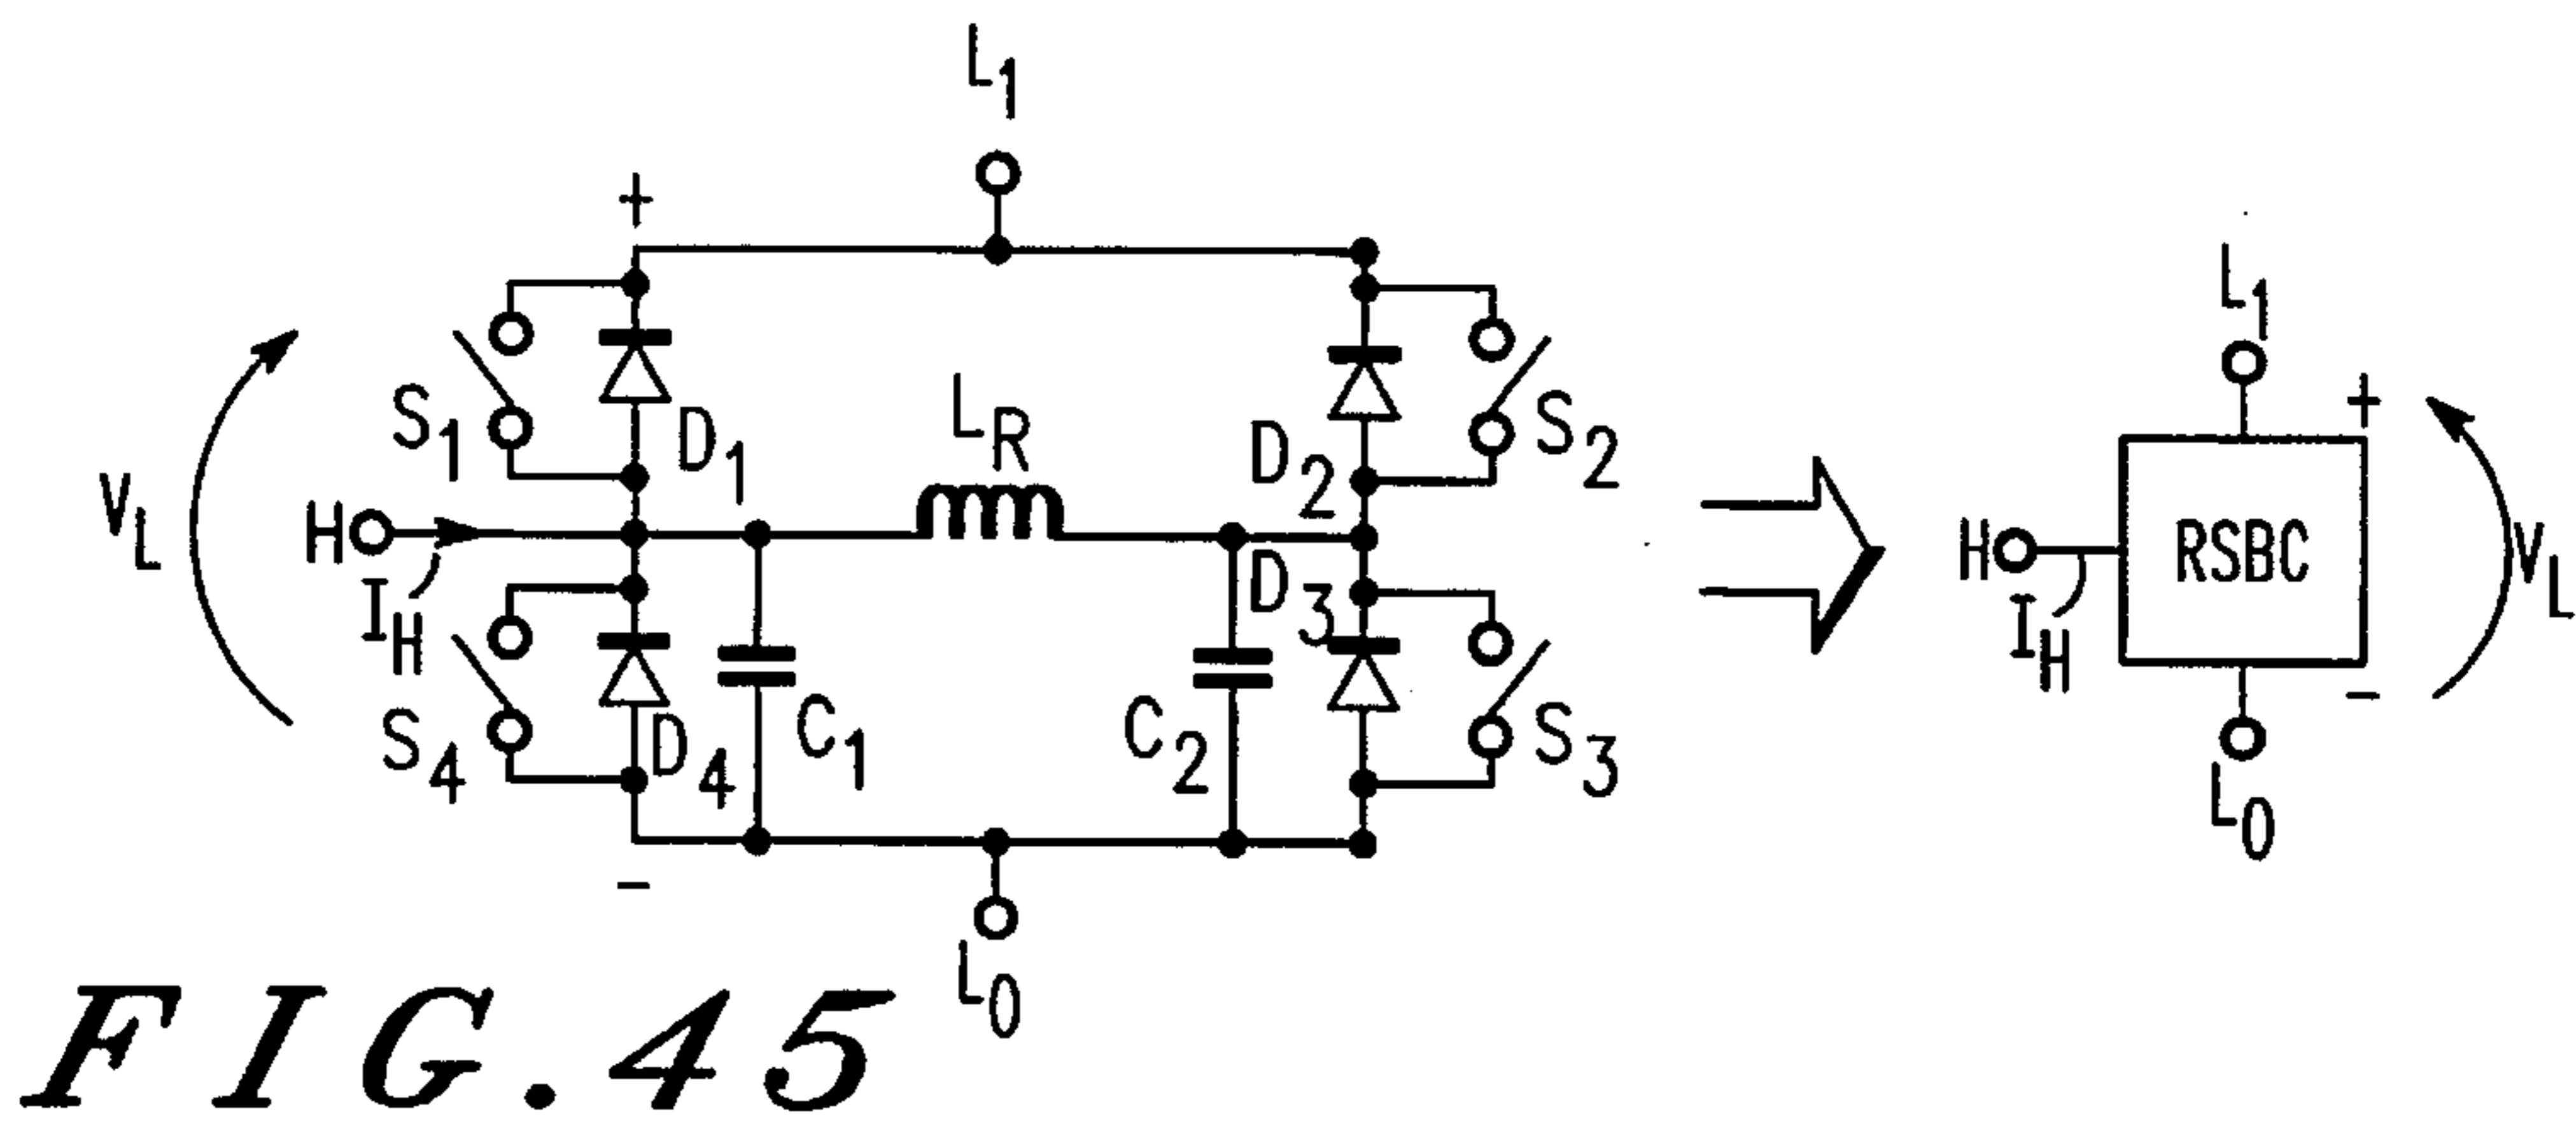 L1
+
S1
D1
LR
D2
S2
VL
H
IH
D3
S4
D4
C1
C2
S3
-
L0
L1
+
H
IH
RSBC
VL
-
L0
FIG.45